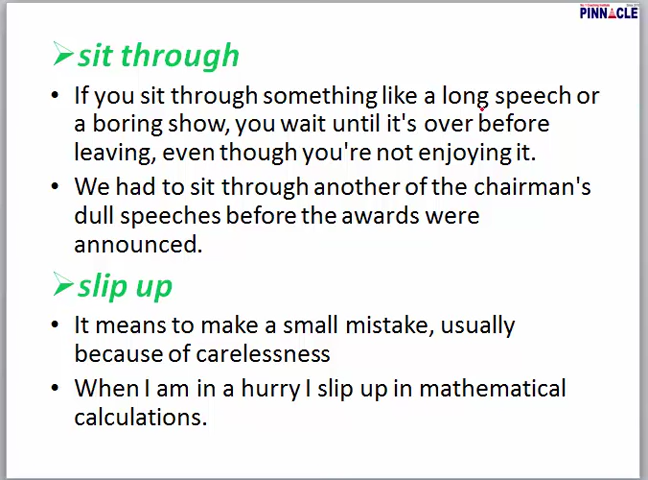 PINNACLE
sit through
If you sit through something like a long speech or
a boring show, you wait until it's over before
leaving, even though you're not enjoying it.
We had to sit through another of the chairman's
dull speeches before the awards were
announced.
slip up
It means to make a small mistake, usually
because of carelessness
When I am in a hurry I slip up in mathematical
calculations.